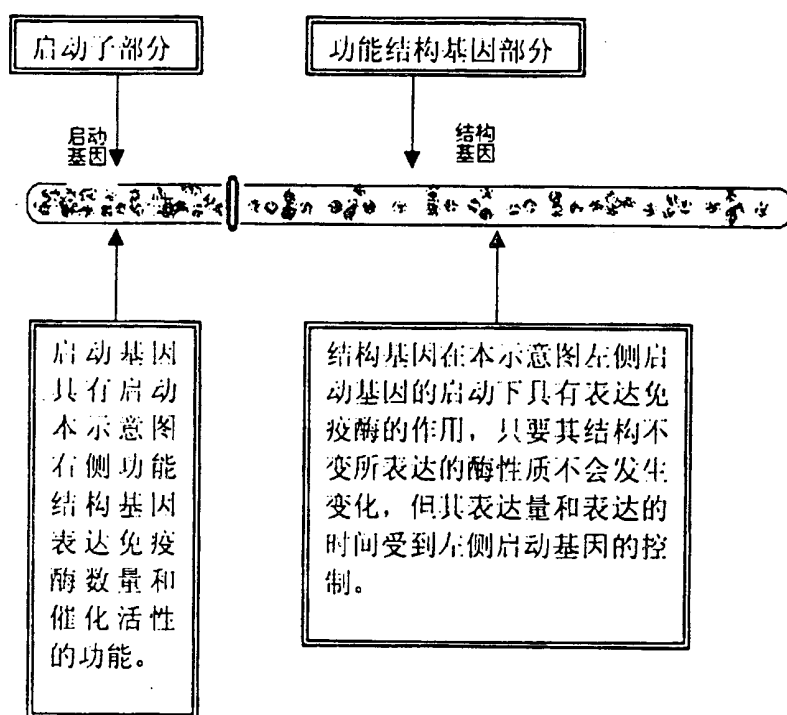 启动子部分
功能结构基因部分
启动
基因
结构
基因
启动基因
具有启动
本示意图
右侧功能
结构基因
表达免疫
酶数量和
催化活性
的功能。
结构基因在本示意图左侧启
动基因的启动下具有表达免
疫酶的作用，只要其结构不
变所表达的酶性质不会发生
变化，但其表达量和表达的
时间受到左侧启动基因的控
制。